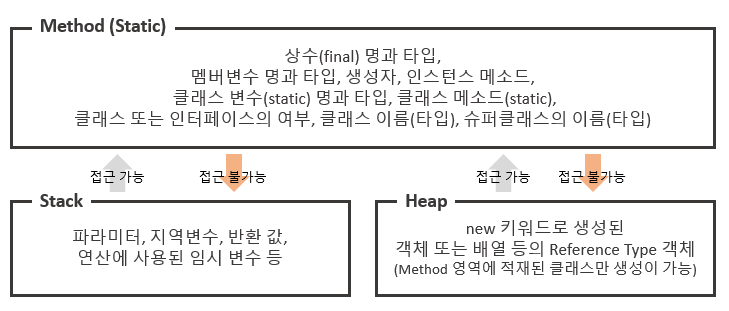 Method (Static)
상수(final) 명과 타입,
멤버변수 명과 타입, 생성자, 인스턴스 메소드,
클래스 변수(static) 명과 타입, 클래스 메소드(static),
클래스 또는 인터페이스의 여부, 클래스 이름(타입), 슈퍼클래스의 이름(타입)
접근 가능
접근 불가능
접근 가능
접근 불가능
Stack
파라미터, 지역변수, 반환 값,
연산에 사용된 임시 변수 등
Heap
new 키워드로 생성된
객체 또는 배열 등의 Reference Type 객체
(Method 영역에 적재된 클래스만 생성이 가능)